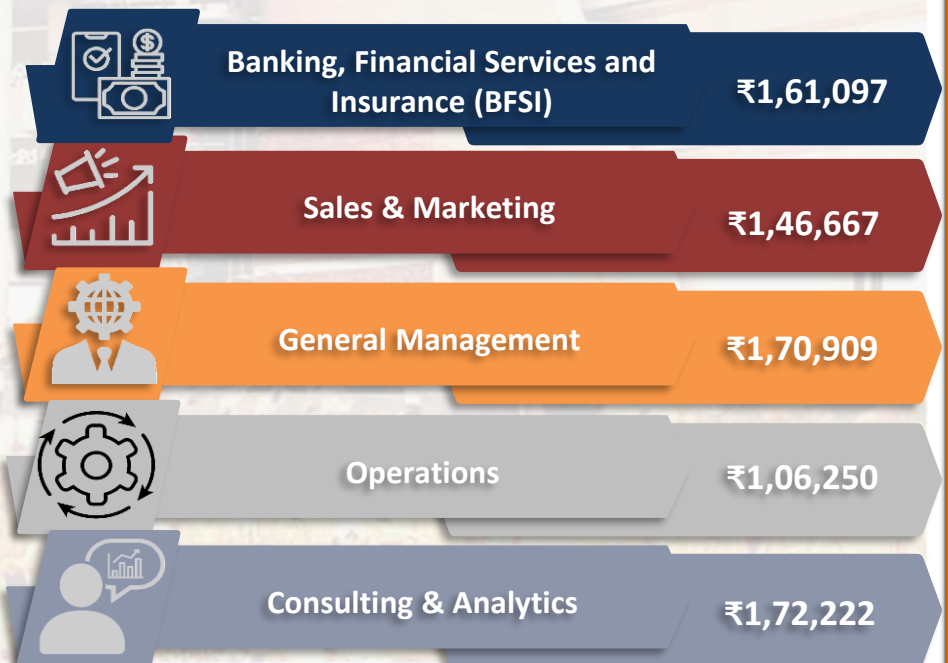 Banking, Financial Services and
Insurance (BFSI)
₹1,61,097
Sales & Marketing
₹1,46,667
General Management
₹1,70,909
Operations
₹1,06,250
Consulting & Analytics
₹1,72,222